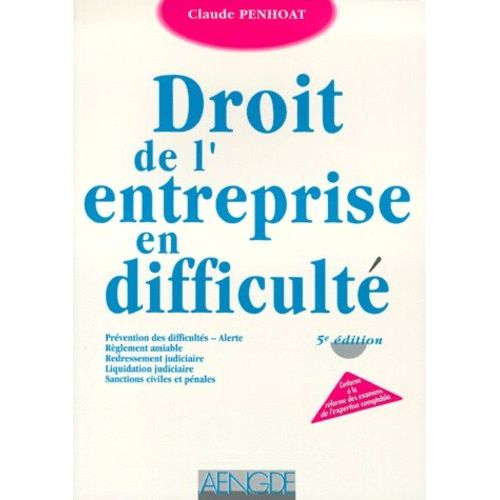 Claude PENHOAT
Droit
de l'
entreprise
en
difficulté
Prévention des difficultés – Alerte
Règlement amiable
Redressement judiciaire
Liquidation judiciaire
Sanctions civiles et pénales
5e édition
Conforme
à la
réforme des examens
de l'expertise comptable
AENGDE